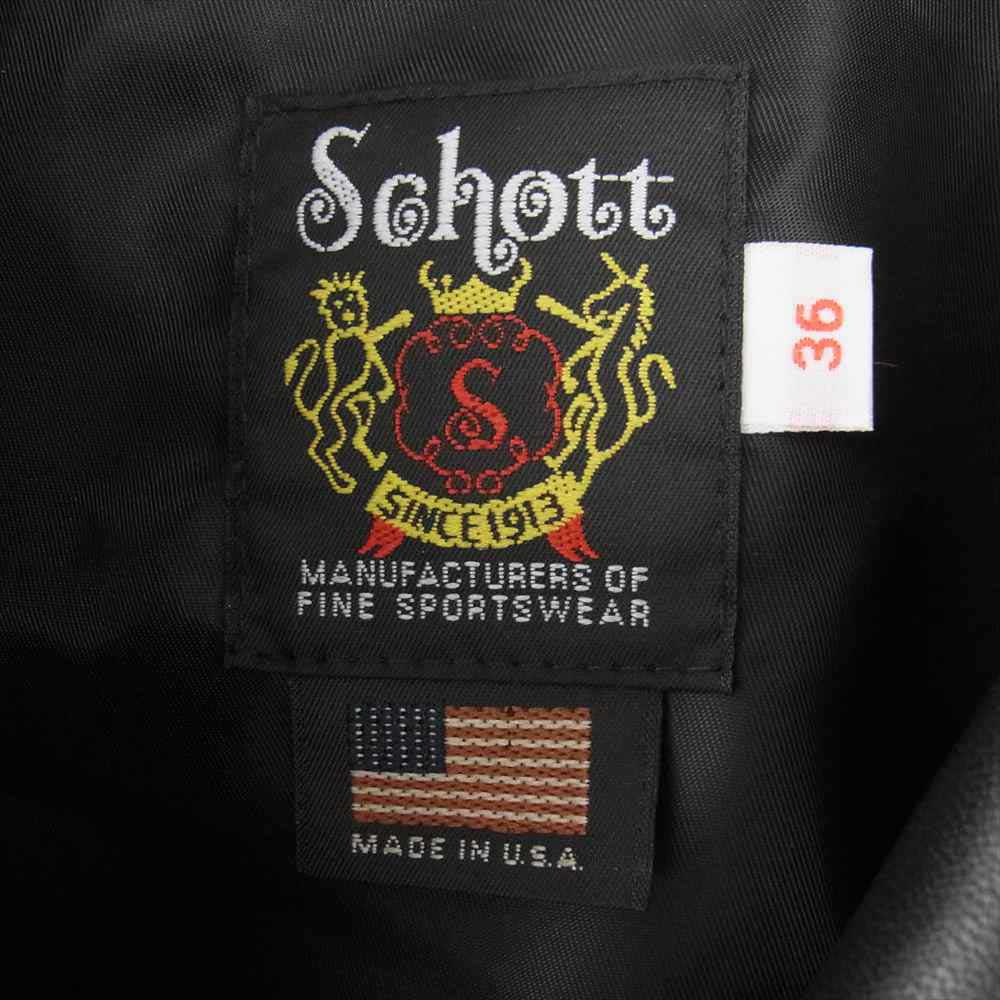 Schott
36
S
SINCE 1913
MANUFACTURERS OF
FINE SPORTSWEAR
MADE IN U.S.A.